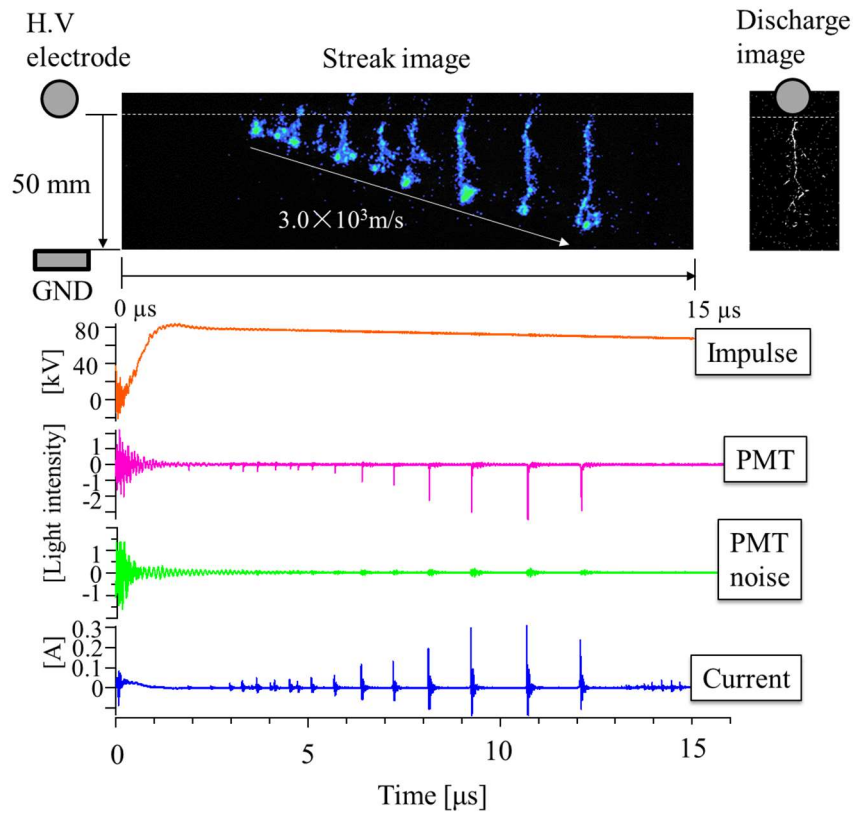 H.V
electrode
Streak image
Discharge
image
50 mm
3.0×10³m/s
GND
0 μs
15 μs
80
40
0
[kV]
Impulse
1
0
-1
-2
[Light intensity]
PMT
1
0
-1
PMT
noise
0.3
0.2
0.1
0
[A]
Current
0
5
10
15
Time [μs]